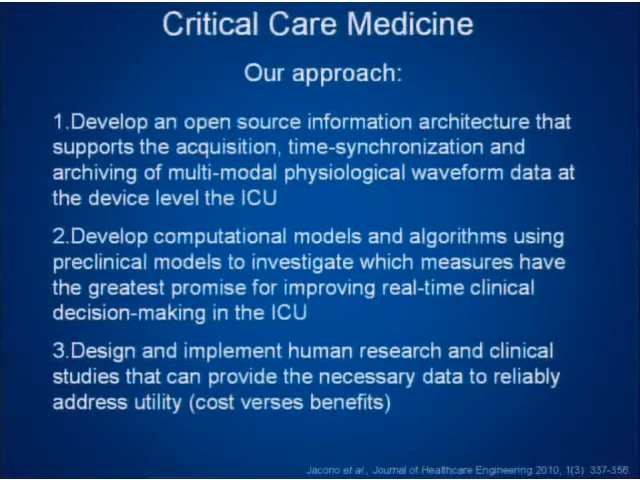 Critical Care Medicine
Our approach:
1.Develop an open source information architecture that
supports the acquisition, time-synchronization and
archiving of multi-modal physiological waveform data at
the device level the ICU
2.Develop computational models and algorithms using
preclinical models to investigate which measures have
the greatest promise for improving real-time clinical
decision-making in the ICU
3.Design and implement human research and clinical
studies that can provide the necessary data to reliably
address utility (cost verses benefits)
Jacono et al., Journal of Healthcare Engineering 2010, 1(3) 337-356